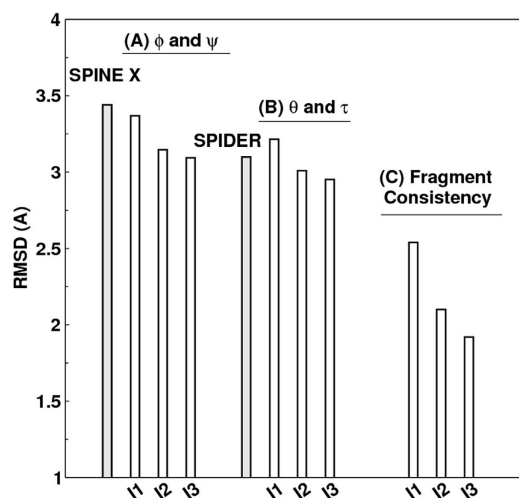 4
(A) ϕ and ψ
SPINE X
3.5
(B) θ and τ
SPIDER
3
(C) Fragment
Consistency
RMSD (A)
2.5
2
1.5
1
I1 I2 I3 I1 I2 I3 I1 I2 I3